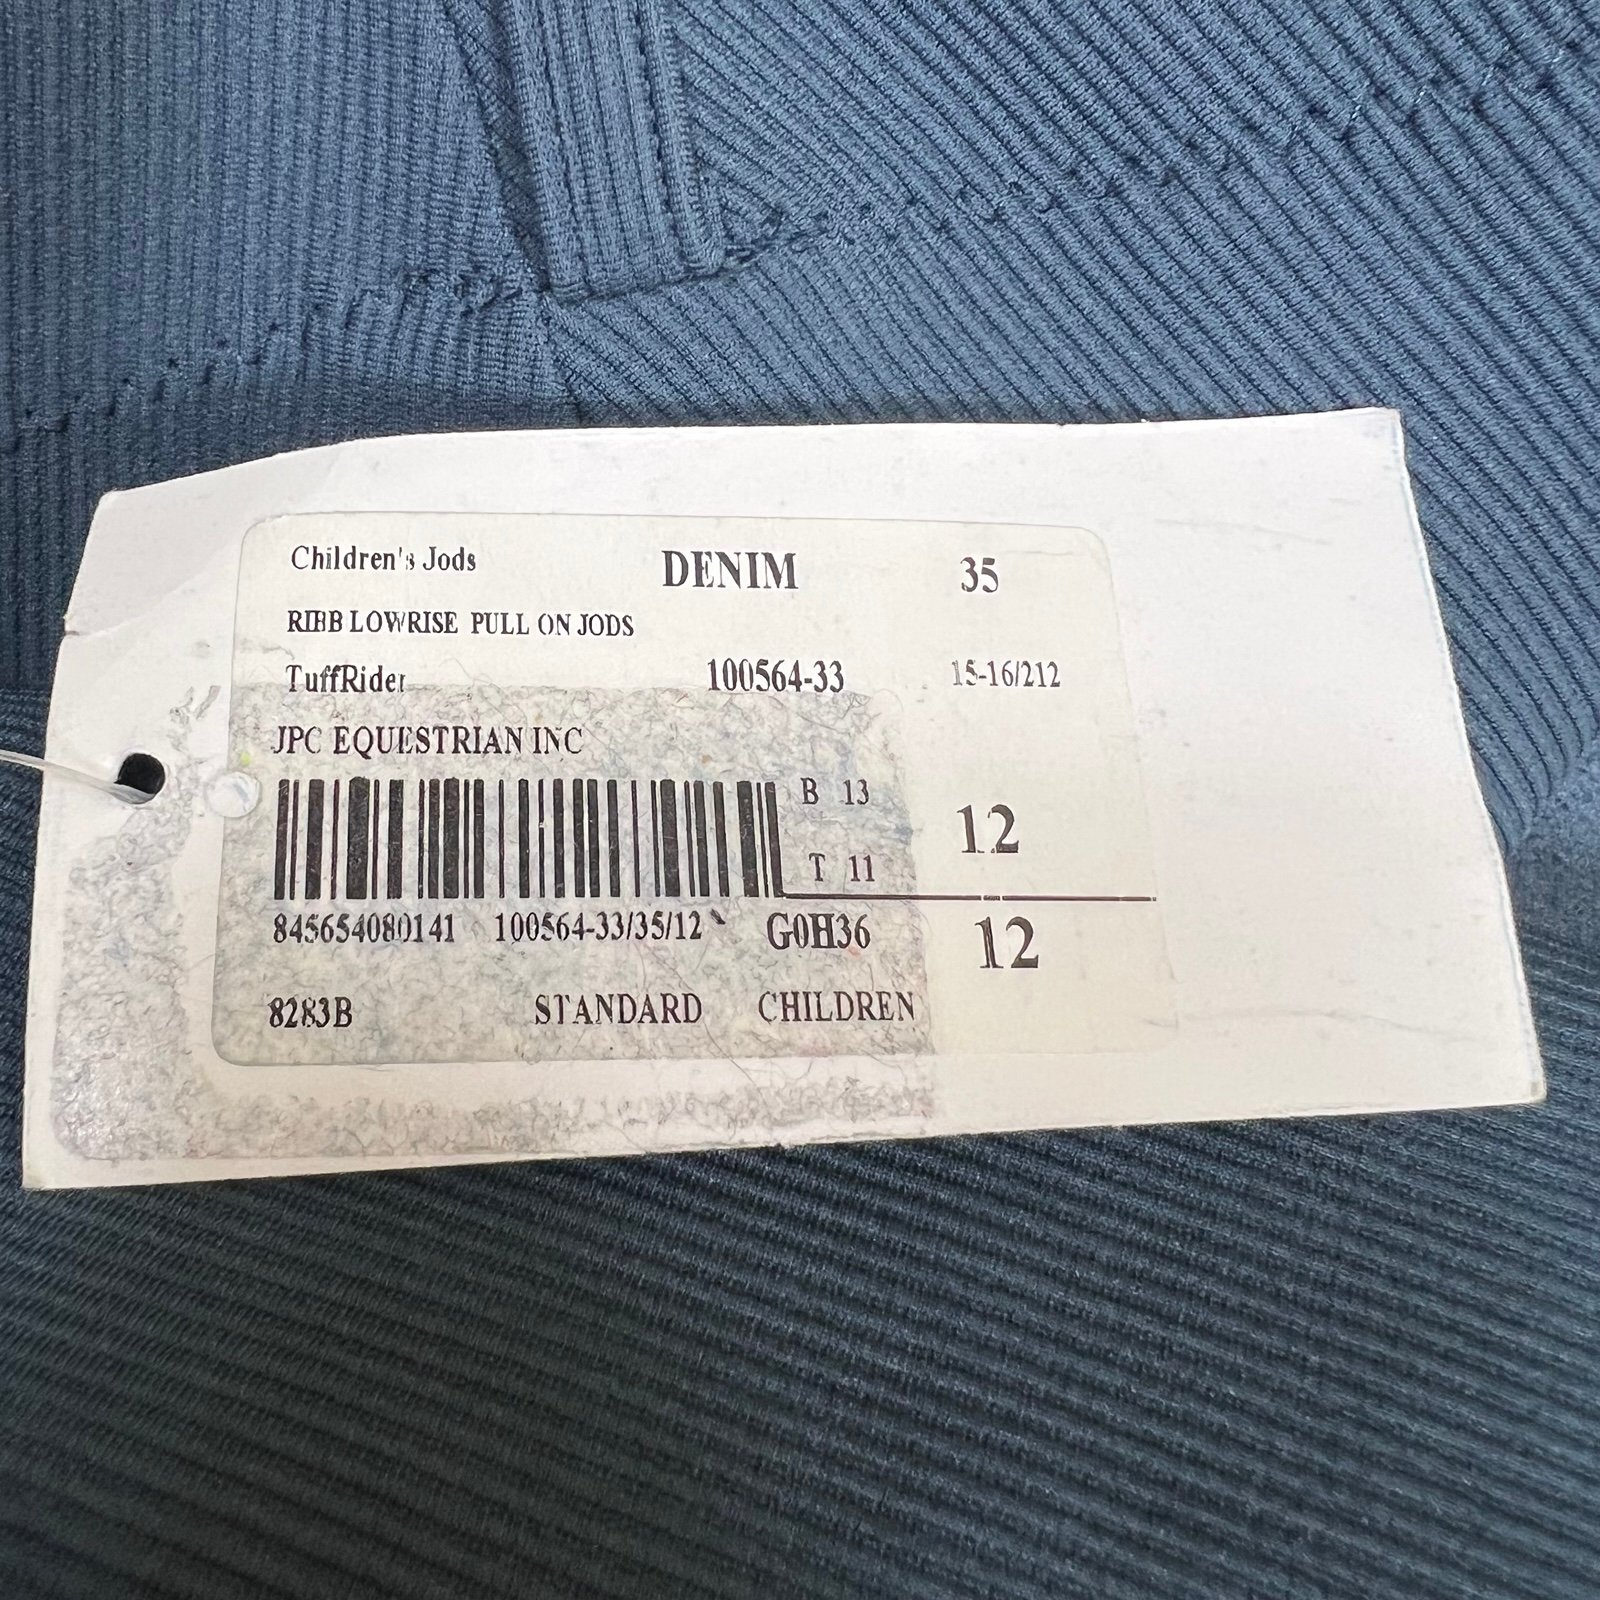 Children's Jods DENIM 35
RIBB LOWRISE PULL ON JODS
TuffRider 100564-33 15-16/212
JPC EQUESTRIAN INC
B 13
12
T 11
845654080141 100564-33/35/12 G0H36 12
8283B STANDARD CHILDREN